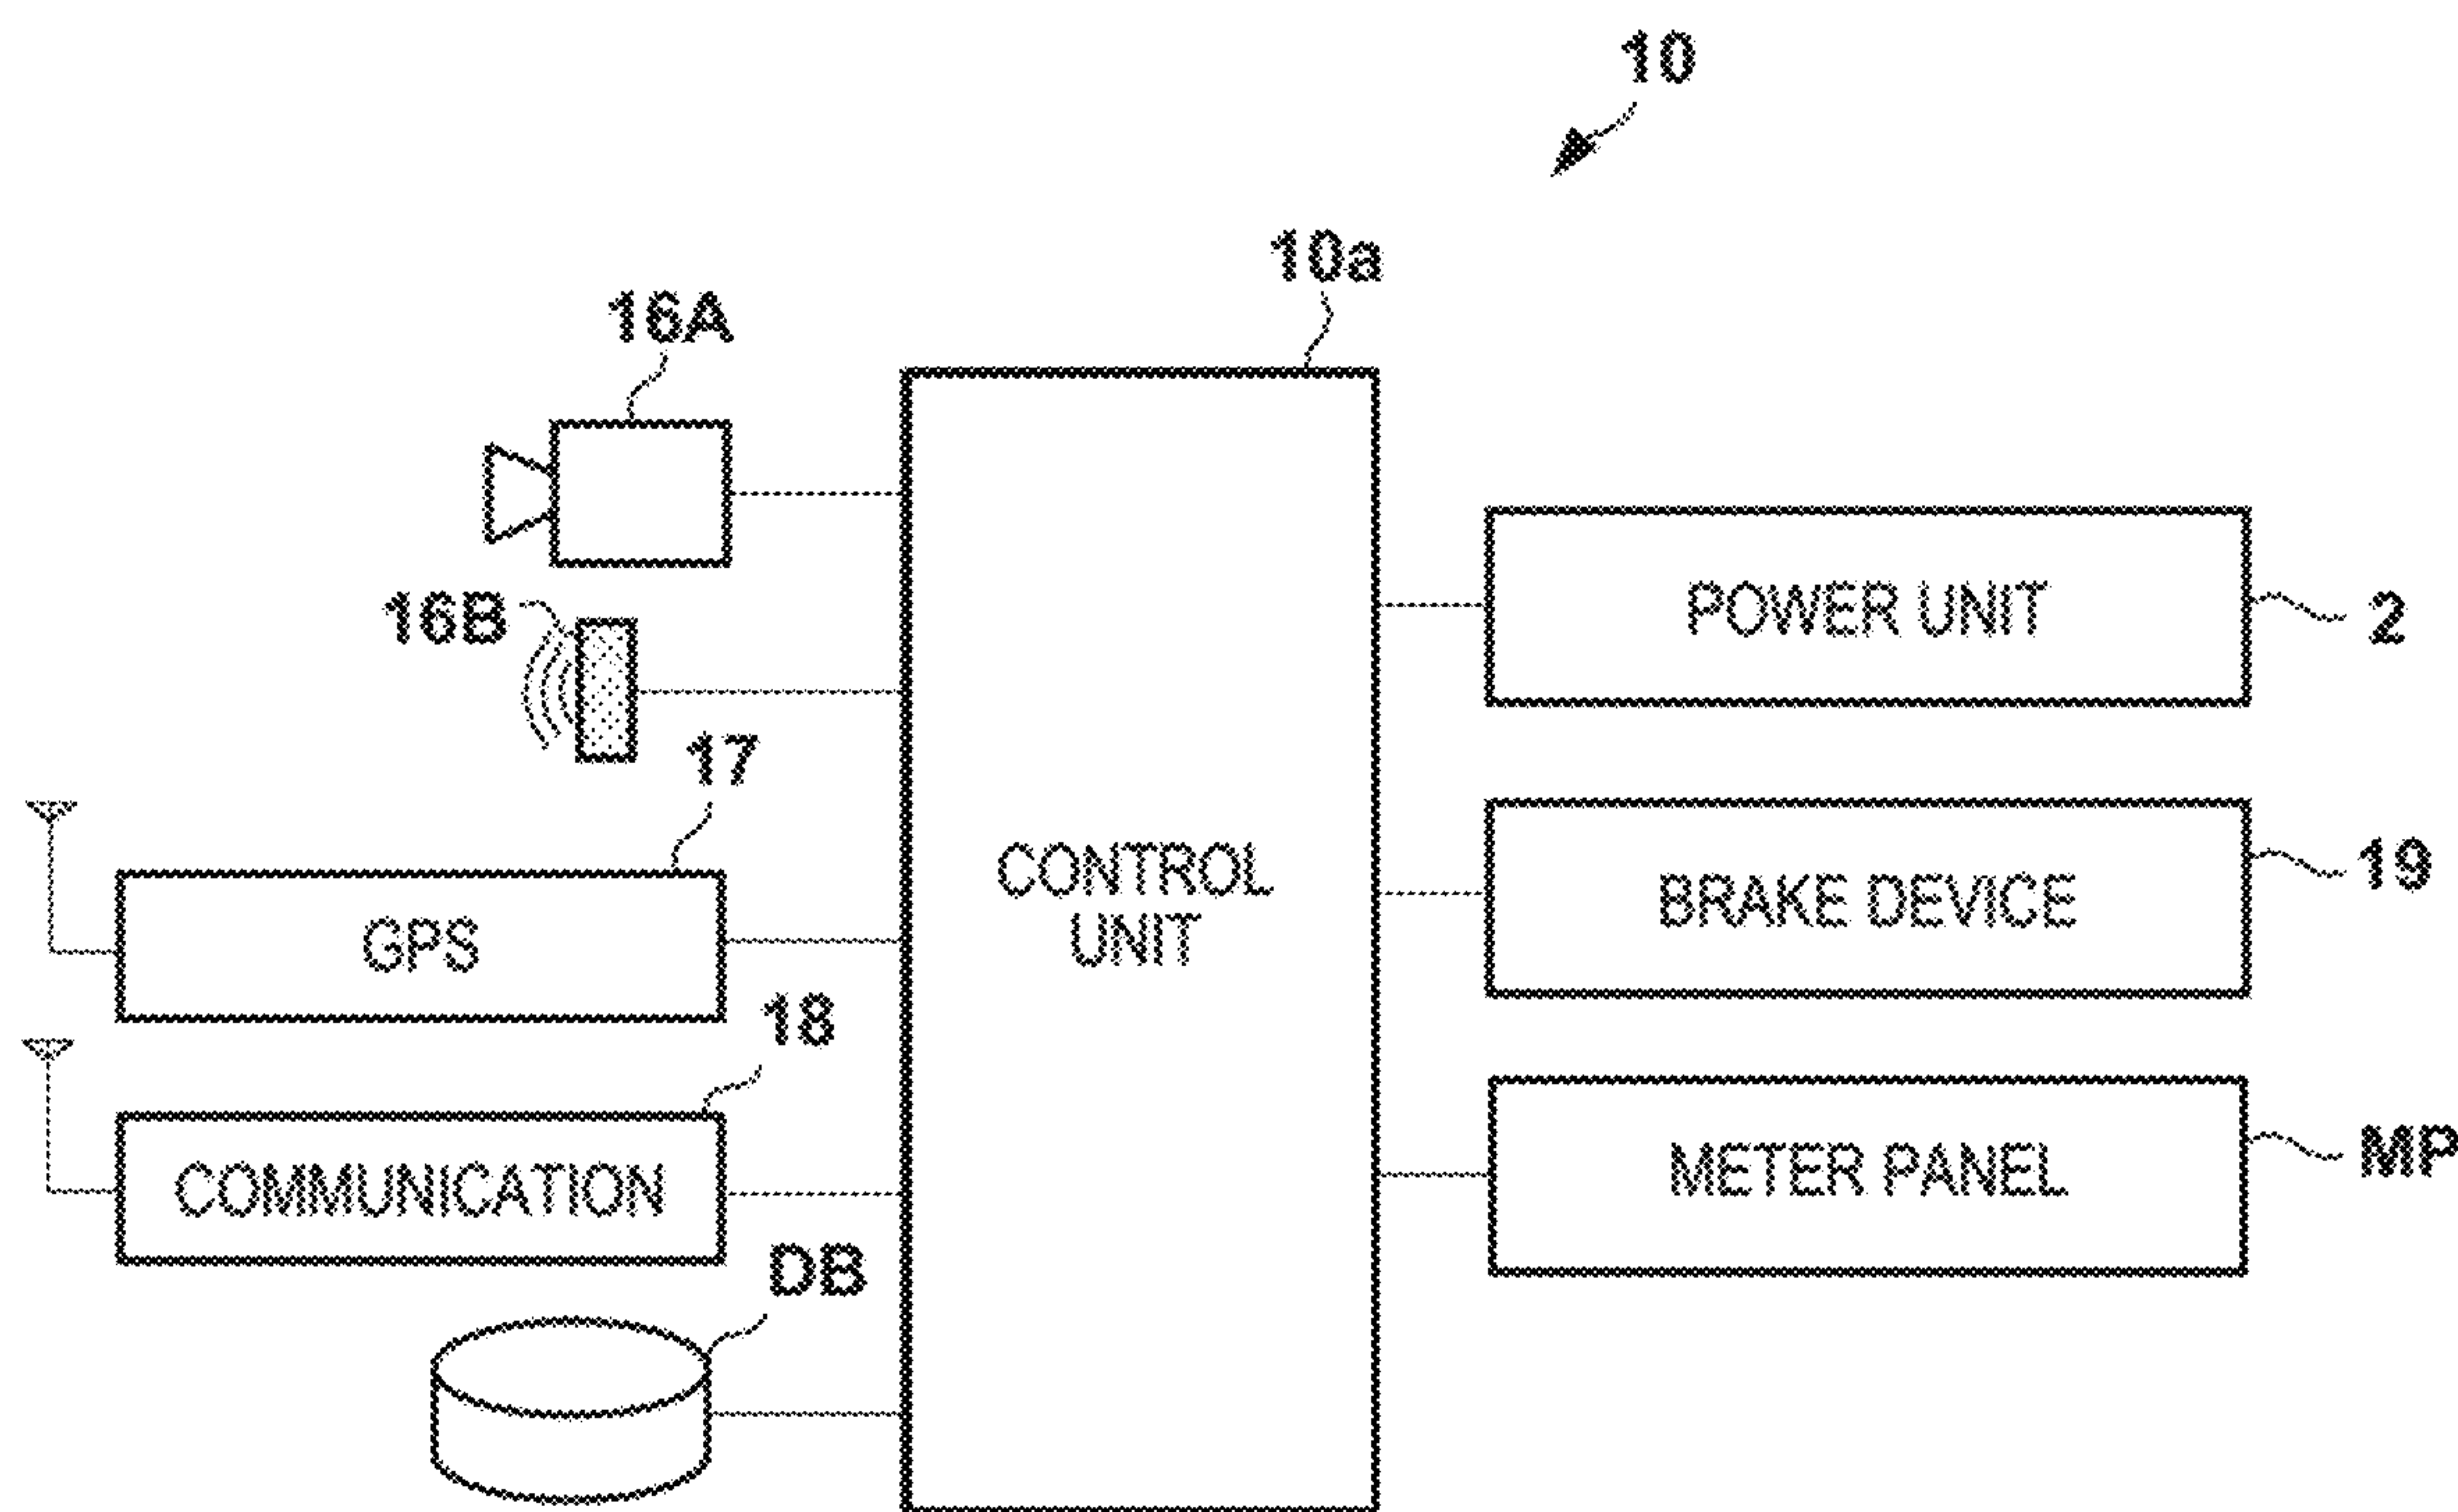 10
10a
16A
16B
POWER UNIT
2
17
CONTROL
UNIT
BRAKE DEVICE
19
GPS
18
COMMUNICATION
METER PANEL
MP
DB